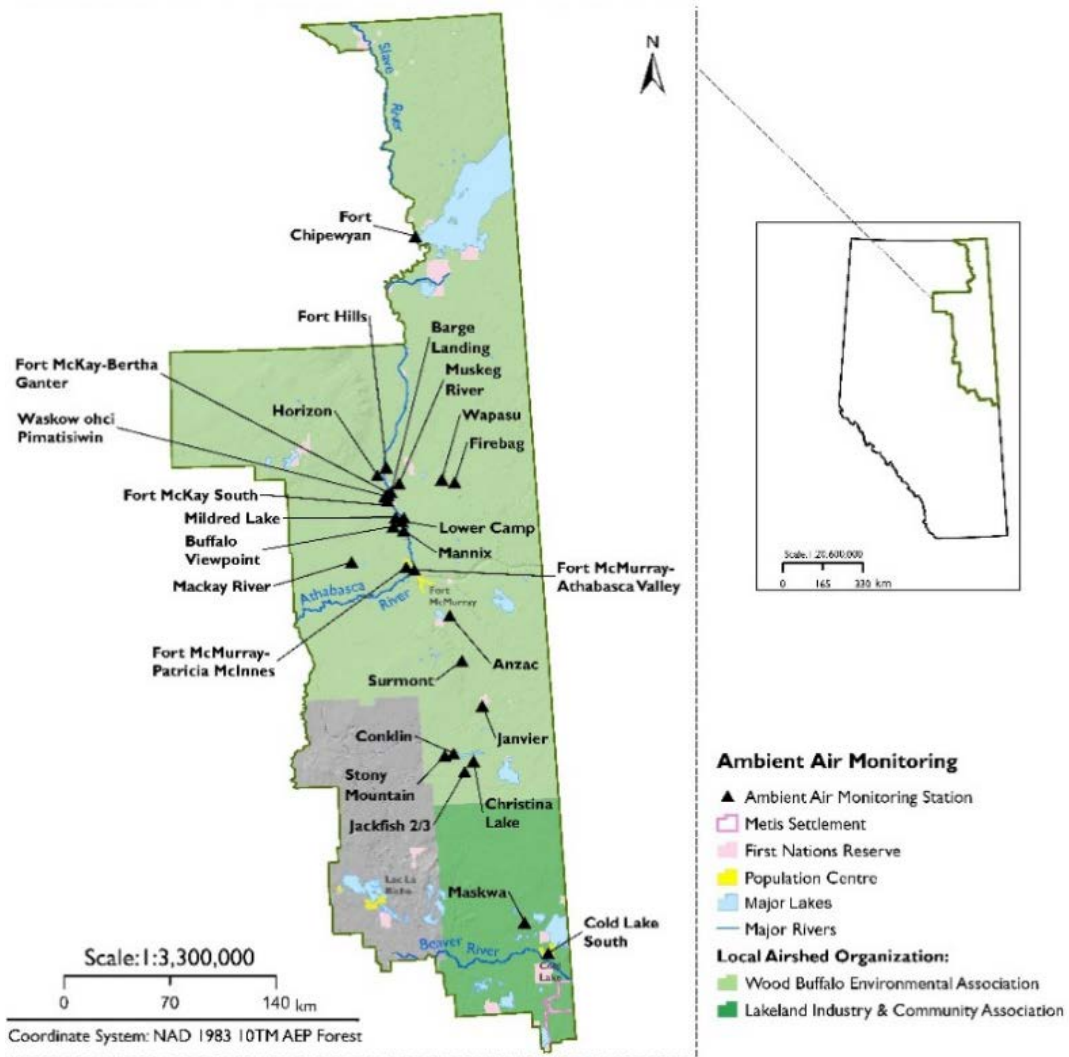 N
Slave
River
Fort
Chipewyan
Fort Hills
Barge
Landing
Fort McKay-Bertha
Ganter
Muskeg
River
Horizon
Wapasu
Waskow ohci
Pimatisiwin
Firebag
Fort McKay South
Mildred Lake
Lower Camp
Buffalo
Viewpoint
Mannix
Mackay River
Fort McMurray-
Athabasca Valley
Athabasca
River
Fort
McMurray
Fort McMurray-
Patricia McInnes
Anzac
Surmont
Janvier
Conklin
Stony
Mountain
Christina
Lake
Jackfish 2/3
Lac La
Biche
Maskwa
Cold Lake
South
Beaver River
Cold
Lake
Scale:1:3,300,000
0 70 140 km
Coordinate System: NAD 1983 10TM AEP Forest
Scale:1:20,600,000
0 165 330 km
Ambient Air Monitoring
Ambient Air Monitoring Station
Metis Settlement
First Nations Reserve
Population Centre
Major Lakes
Major Rivers
Local Airshed Organization:
Wood Buffalo Environmental Association
Lakeland Industry & Community Association